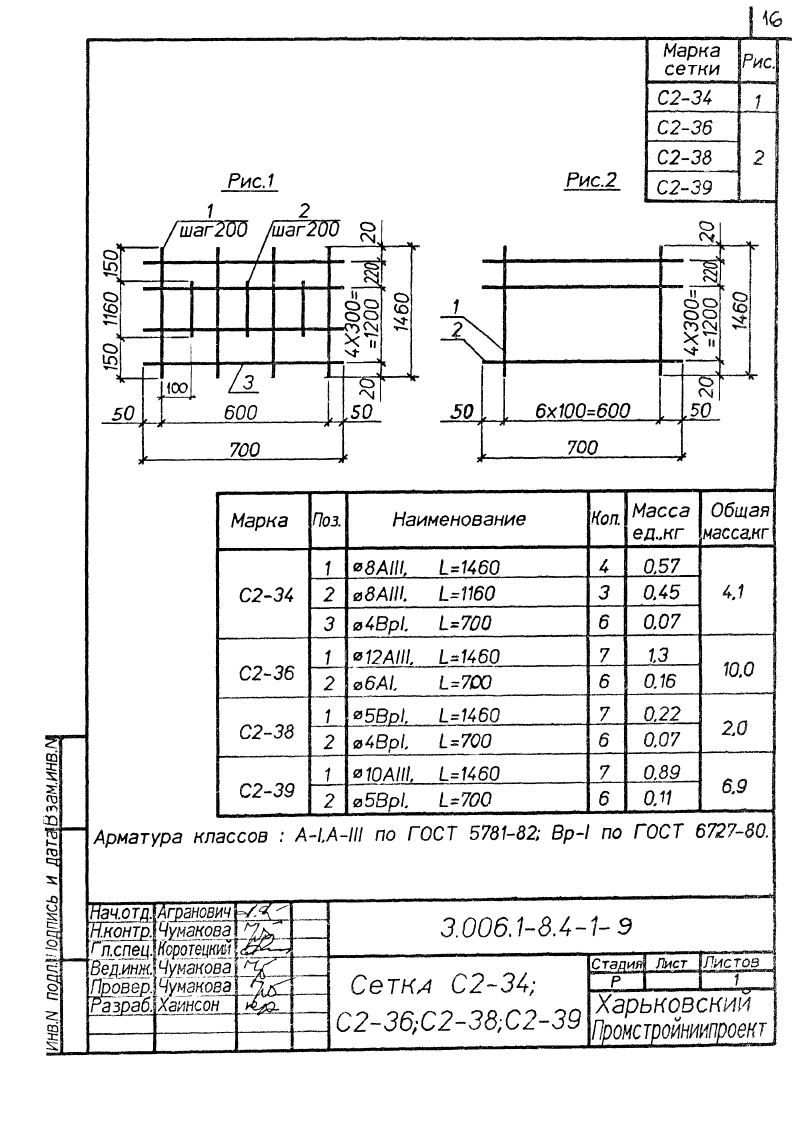 16
Марка сетки Рис.
С2-34 1
С2-36
С2-38 2
С2-39
Рис.1 Рис.2
1 шаг200
2 шаг200
150
1160
150
20
220
4Х300= =1200
20
1460
100
3
50 600 50
700
1
2
20
220
4Х300= =1200
20
1460
50 6х100=600 50
700
Марка Поз. Наименование Кол. Масса ед.,кг Общая масса,кг
С2-34 1 ø8АIII, L=1460 4 0,57 4,1
2 ø8АIII, L=1160 3 0,45
3 ø4ВрI, L=700 6 0,07
С2-36 1 ø12АIII, L=1460 7 1,3 10,0
2 ø6АI, L=700 6 0,16
С2-38 1 ø5ВрI, L=1460 7 0,22 2,0
2 ø4ВрI, L=700 6 0,07
С2-39 1 ø10АIII, L=1460 7 0,89 6,9
2 ø5ВрI, L=700 6 0,11
Арматура классов : А-I,А-III по ГОСТ 5781-82; Вр-I по ГОСТ 6727-80.
Инв.N подл. Подпись и дата Взам.инв.N
Нач.отд. Агранович
Н.контр. Чумакова
Гл.спец. Коротецкий
Вед.инж. Чумакова
Провер. Чумакова
Разраб. Хаинсон
3.006.1-8.4-1-9
Сетка С2-34;
С2-36;С2-38;С2-39
Стадия Лист Листов
Р 1
Харьковский
Промстройниипроект